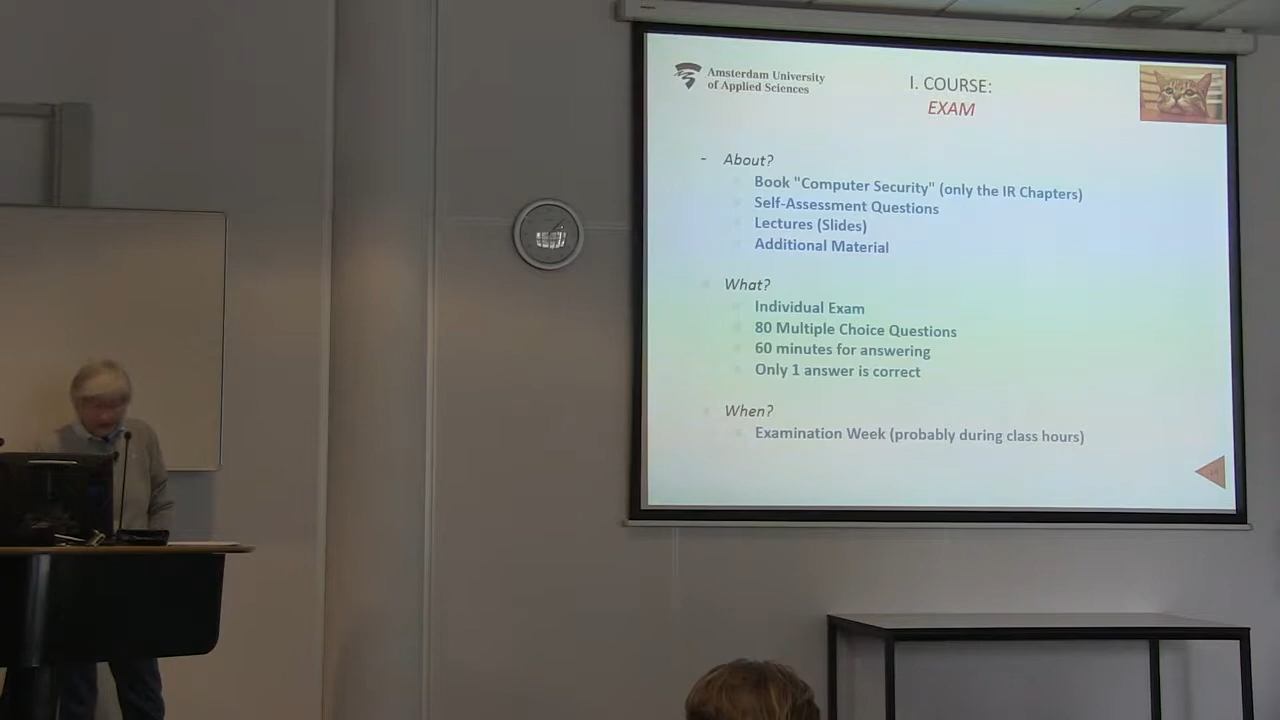 Amsterdam University
of Applied Sciences
I. COURSE:
EXAM
- About?
Book "Computer Security" (only the IR Chapters)
Self-Assessment Questions
Lectures (Slides)
Additional Material
What?
Individual Exam
80 Multiple Choice Questions
60 minutes for answering
Only 1 answer is correct
When?
Examination Week (probably during class hours)